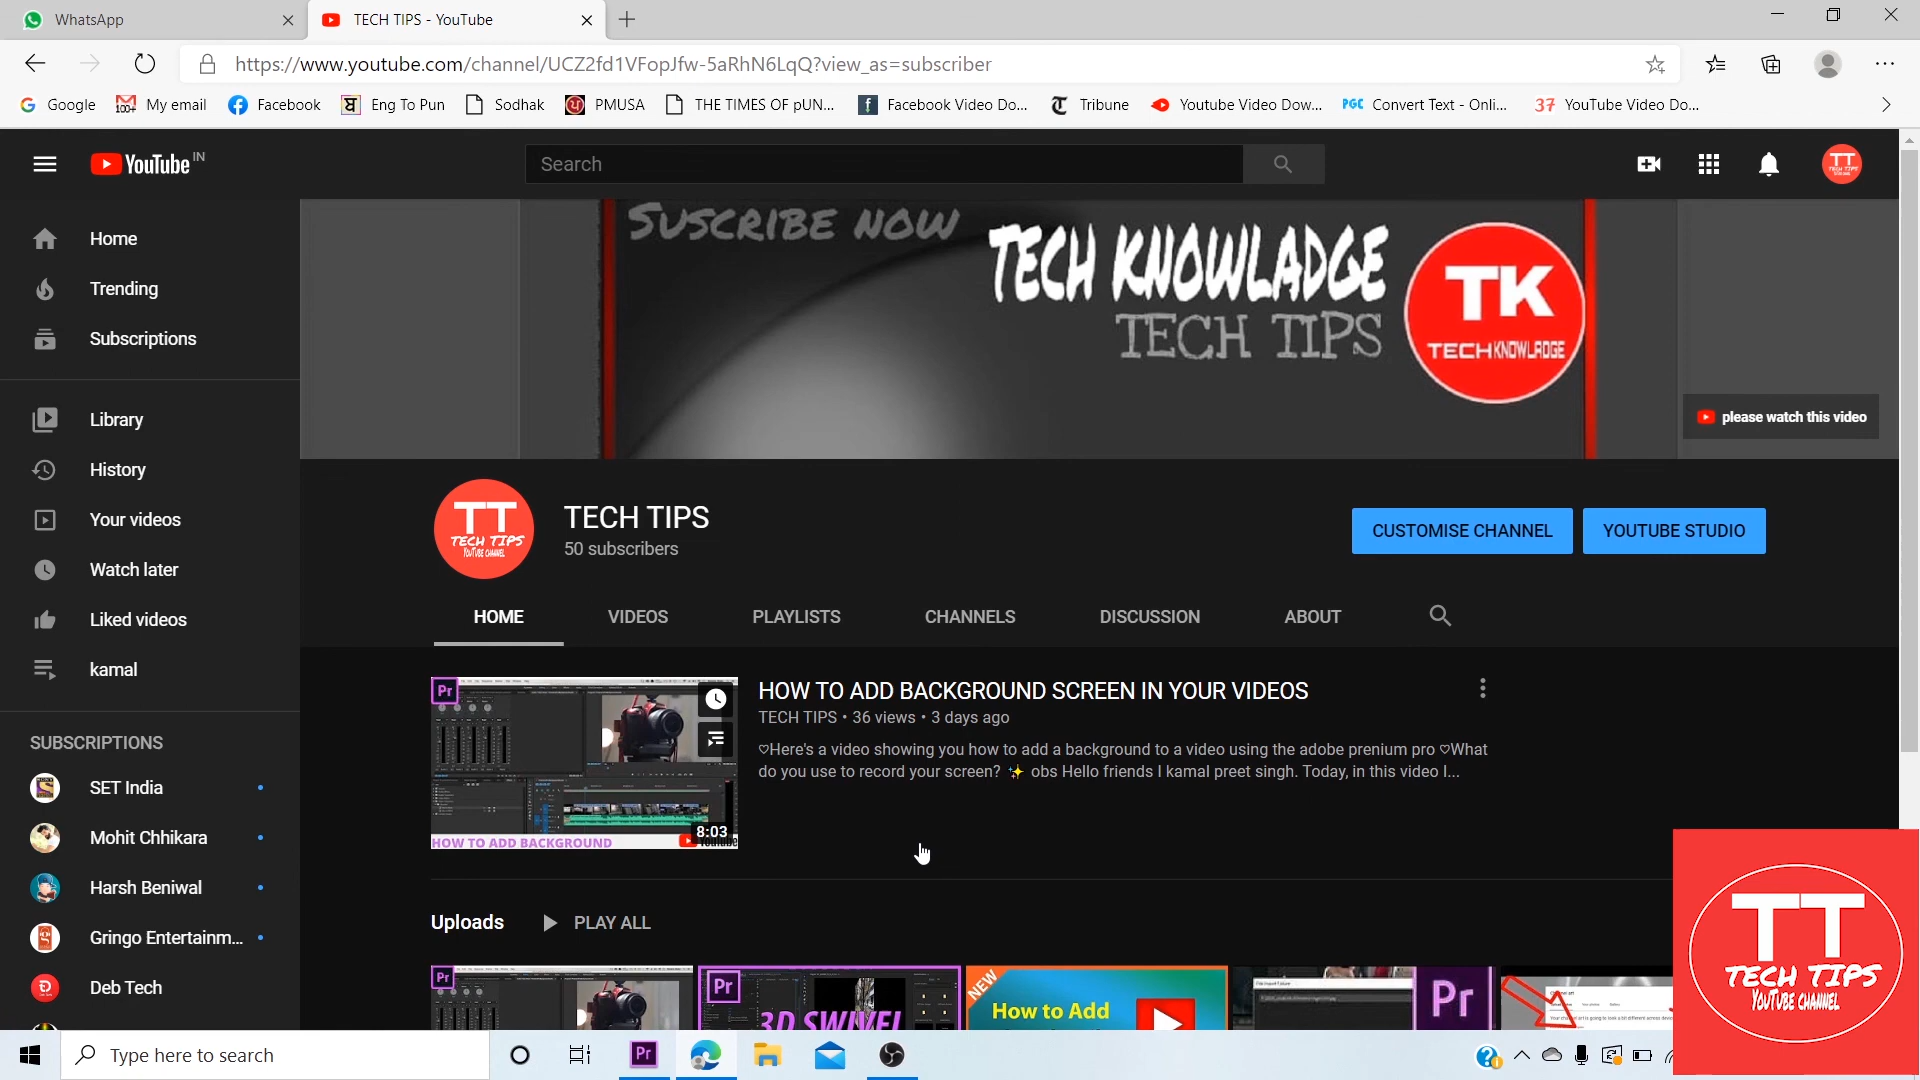 WhatsApp
TECH TIPS - YouTube
https://www.youtube.com/channel/UCZ2fd1VFopJfw-5aRhN6LqQ?view_as=subscriber
Google
My email
Facebook
Eng To Pun
Sodhak
PMUSA
THE TIMES OF pUN...
Facebook Video Do...
Tribune
Youtube Video Dow...
PGC Convert Text - Onli...
37 YouTube Video Do...
YouTube IN
Search
Home
Trending
Subscriptions
Library
History
Your videos
Watch later
Liked videos
kamal
SUBSCRIPTIONS
SET India
Mohit Chhikara
Harsh Beniwal
Gringo Entertainm...
Deb Tech
SUSCRIBE NOW
TECH KNOWLADGE
TECH TIPS
TK
TECH KNOWLADGE
please watch this video
TT
TECH TIPS
YOUTUBE CHANNEL
TECH TIPS
50 subscribers
CUSTOMISE CHANNEL
YOUTUBE STUDIO
HOME
VIDEOS
PLAYLISTS
CHANNELS
DISCUSSION
ABOUT
Pr
8:03
HOW TO ADD BACKGROUND
HOW TO ADD BACKGROUND SCREEN IN YOUR VIDEOS
TECH TIPS • 36 views • 3 days ago
♡Here's a video showing you how to add a background to a video using the adobe prenium pro ♡What
do you use to record your screen? ✨ obs Hello friends I kamal preet singh. Today, in this video I...
Uploads
PLAY ALL
Pr
Pr
3D SWIVEL
NEW
How to Add
Pr
TT
TECH TIPS
YOUTUBE CHANNEL
Type here to search
Pr